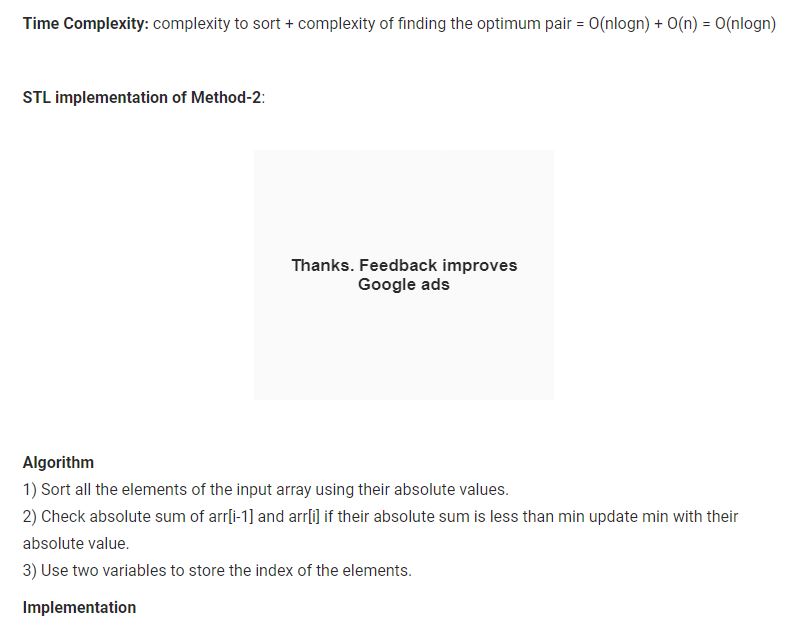 Time Complexity: complexity to sort + complexity of finding the optimum pair = O(nlogn) + O(n) = O(nlogn)
STL implementation of Method-2:
Thanks. Feedback improves
Google ads
Algorithm
1) Sort all the elements of the input array using their absolute values.
2) Check absolute sum of arr[i-1] and arr[i] if their absolute sum is less than min update min with their
absolute value.
3) Use two variables to store the index of the elements.
Implementation